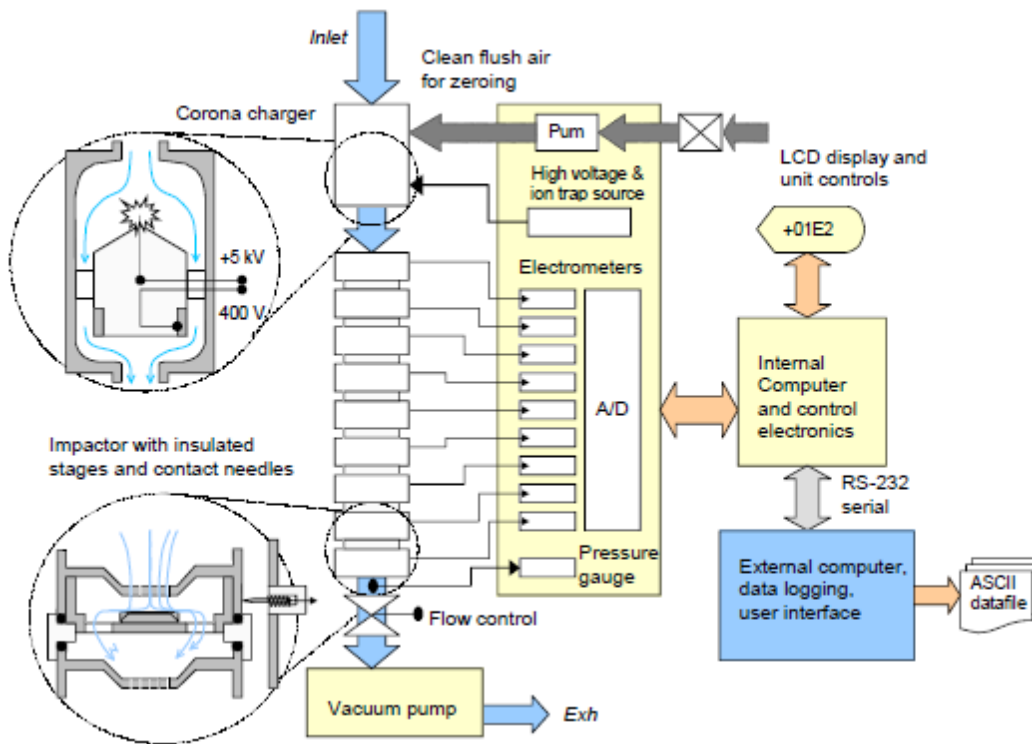 Inlet
Clean flush air
for zeroing
Corona charger
Pum
High voltage &
ion trap source
LCD display and
unit controls
+01E2
+5 kV
400 V
Electrometers
A/D
Internal
Computer
and control
electronics
Impactor with insulated
stages and contact needles
RS-232
serial
Pressure
gauge
External computer,
data logging,
user interface
ASCII
datafile
Flow control
Vacuum pump
Exh